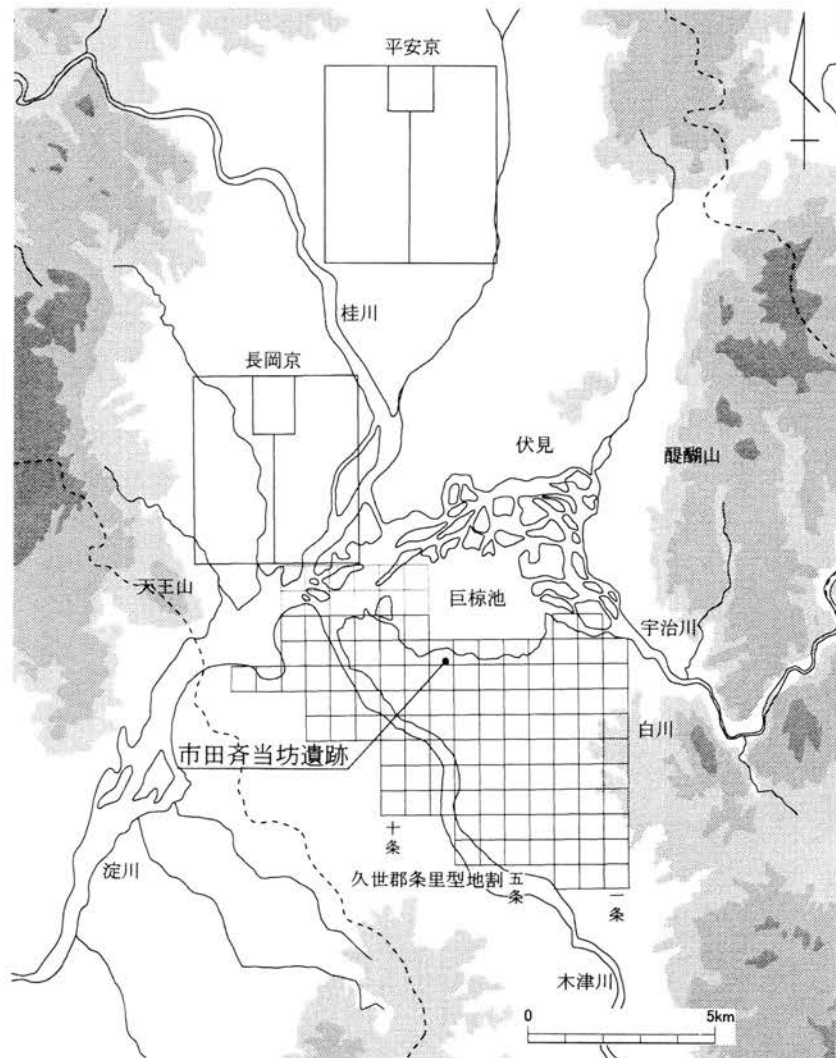 平安京
桂川
長岡京
伏見
醍醐山
天王山
巨椋池
宇治川
白川
市田斉当坊遺跡
十条
淀川
久世郡条里型地割
五条
一条
木津川
0 5km